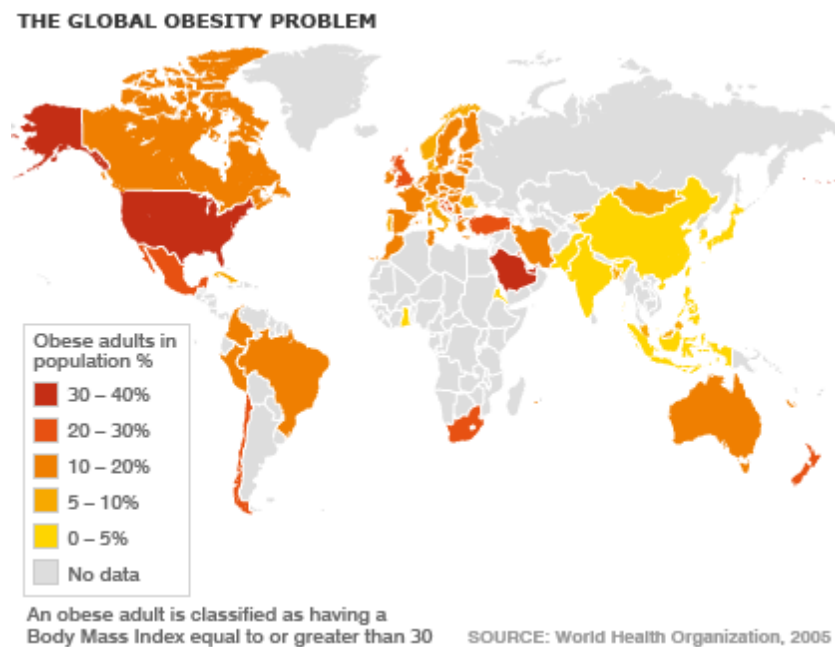 THE GLOBAL OBESITY PROBLEM
Obese adults in
population %
30 – 40%
20 – 30%
10 – 20%
5 – 10%
0 – 5%
No data
An obese adult is classified as having a
Body Mass Index equal to or greater than 30
SOURCE: World Health Organization, 2005